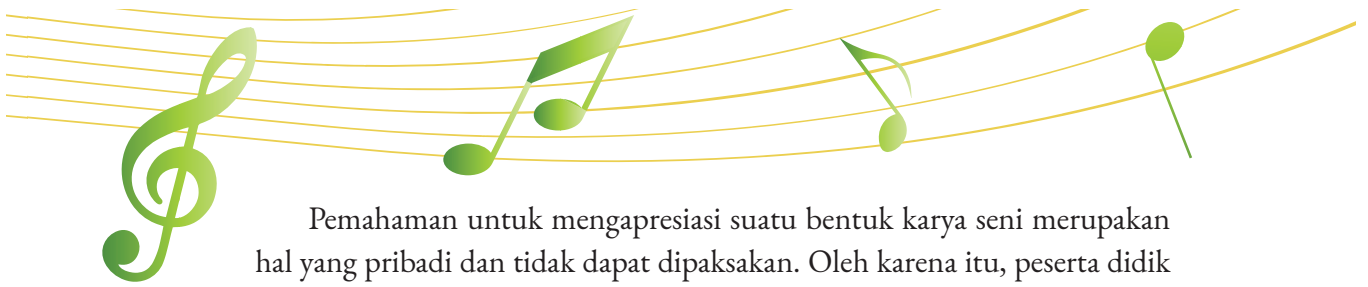 Pemahaman untuk mengapresiasi suatu bentuk karya seni merupakan
hal yang pribadi dan tidak dapat dipaksakan. Oleh karena itu, peserta didik